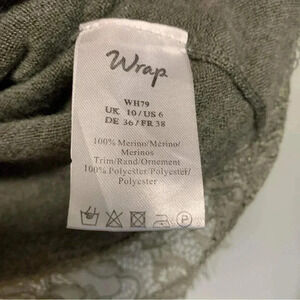 Wrap
WH79
UK 10/US 6
DE 36/FR 38
100% Merino/Merino/
Merinos
Trim/Rand/Ornement
100% Polyester/Polyester/
Polyester
P